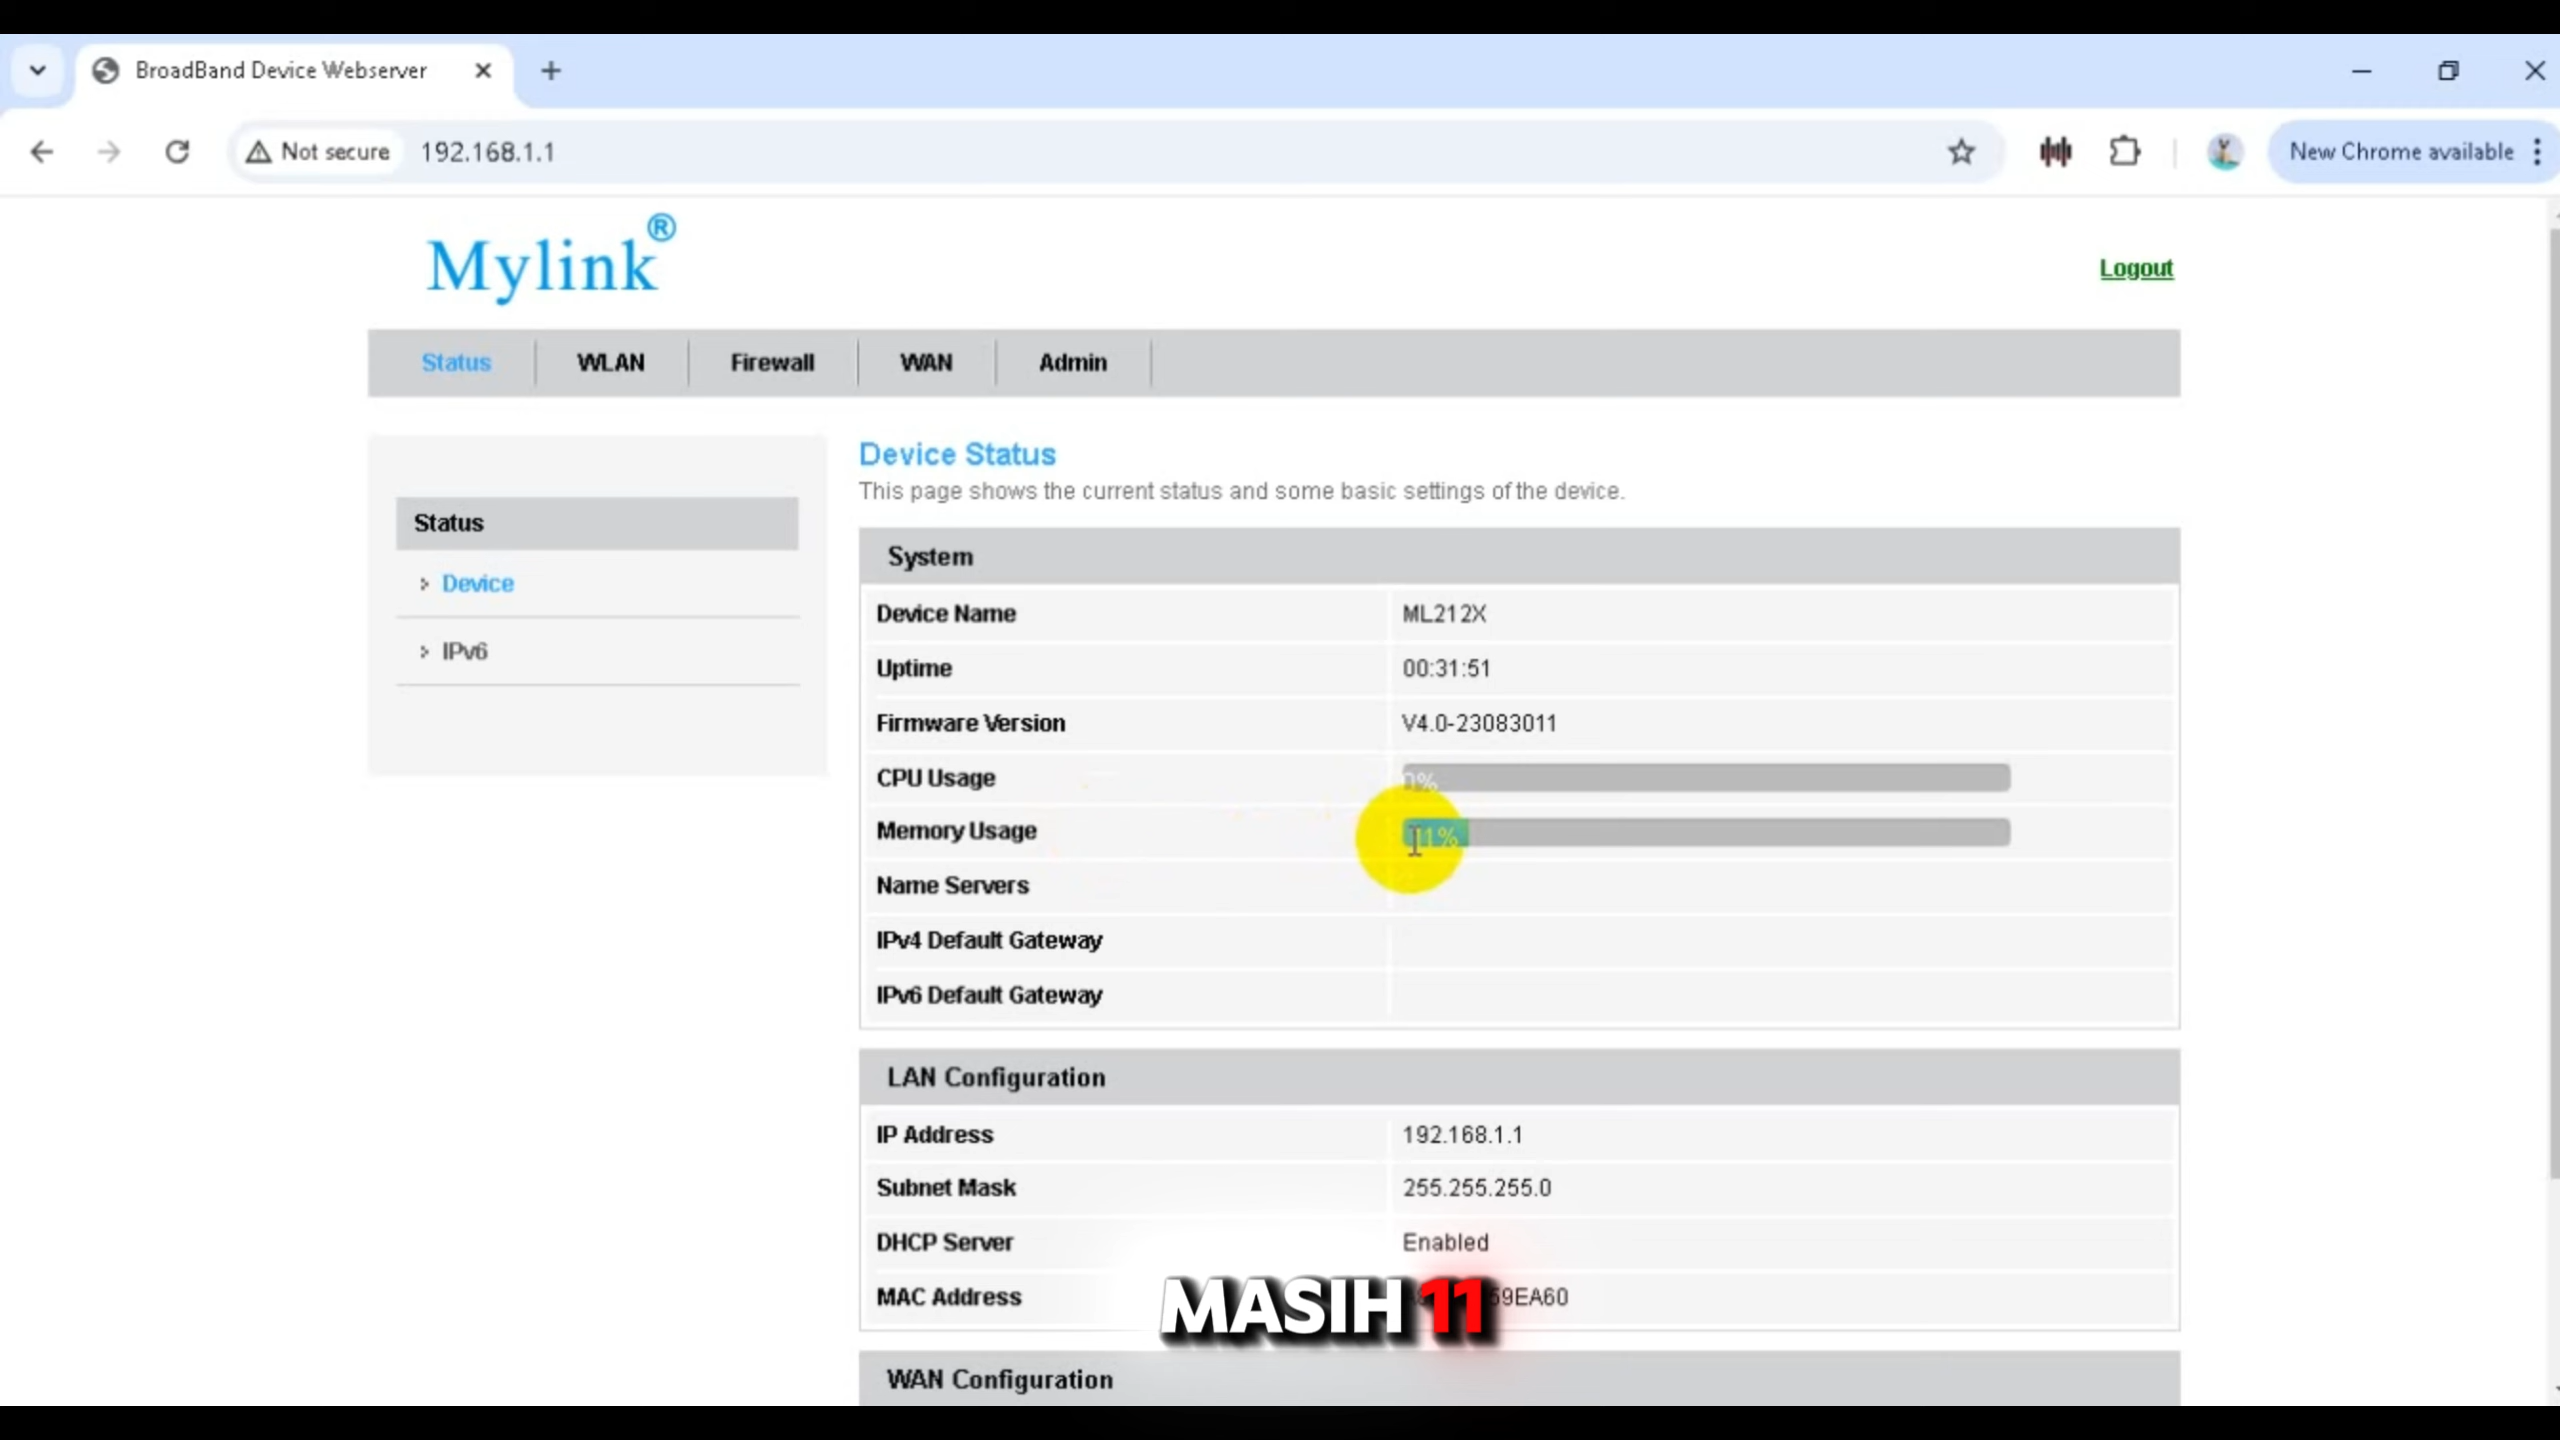 BroadBand Device Webserver
Not secure 192.168.1.1 New Chrome available
Mylink®
Logout
Status WLAN Firewall WAN Admin
Status
Device
IPv6
Device Status
This page shows the current status and some basic settings of the device.
System
Device Name ML212X
Uptime 00:31:51
Firmware Version V4.0-23083011
CPU Usage 0%
Memory Usage 11%
Name Servers
IPv4 Default Gateway
IPv6 Default Gateway
LAN Configuration
IP Address 192.168.1.1
Subnet Mask 255.255.255.0
DHCP Server Enabled
MAC Address 59EA60
MASIH 11
WAN Configuration